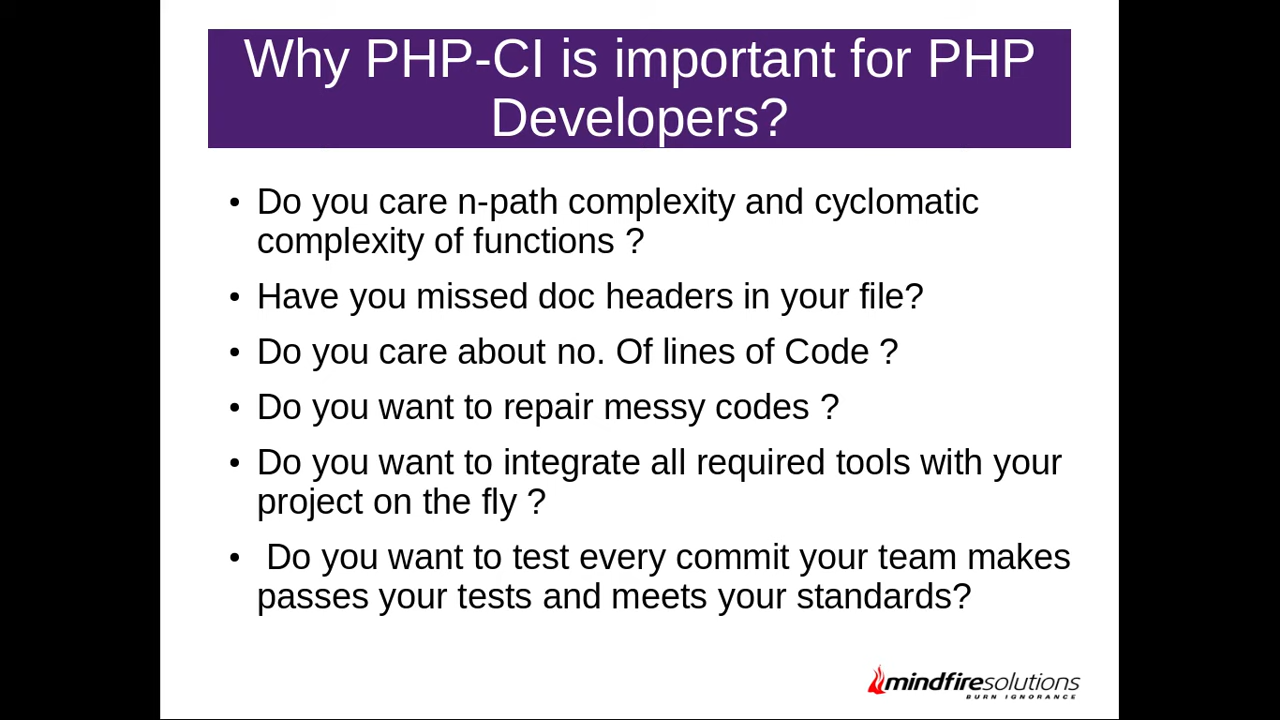 Why PHP-CI is important for PHP
Developers?
• Do you care n-path complexity and cyclomatic
complexity of functions ?
• Have you missed doc headers in your file?
• Do you care about no. Of lines of Code ?
• Do you want to repair messy codes ?
• Do you want to integrate all required tools with your
project on the fly ?
• Do you want to test every commit your team makes
passes your tests and meets your standards?
mindfiresolutions
BURN IGNORANCE